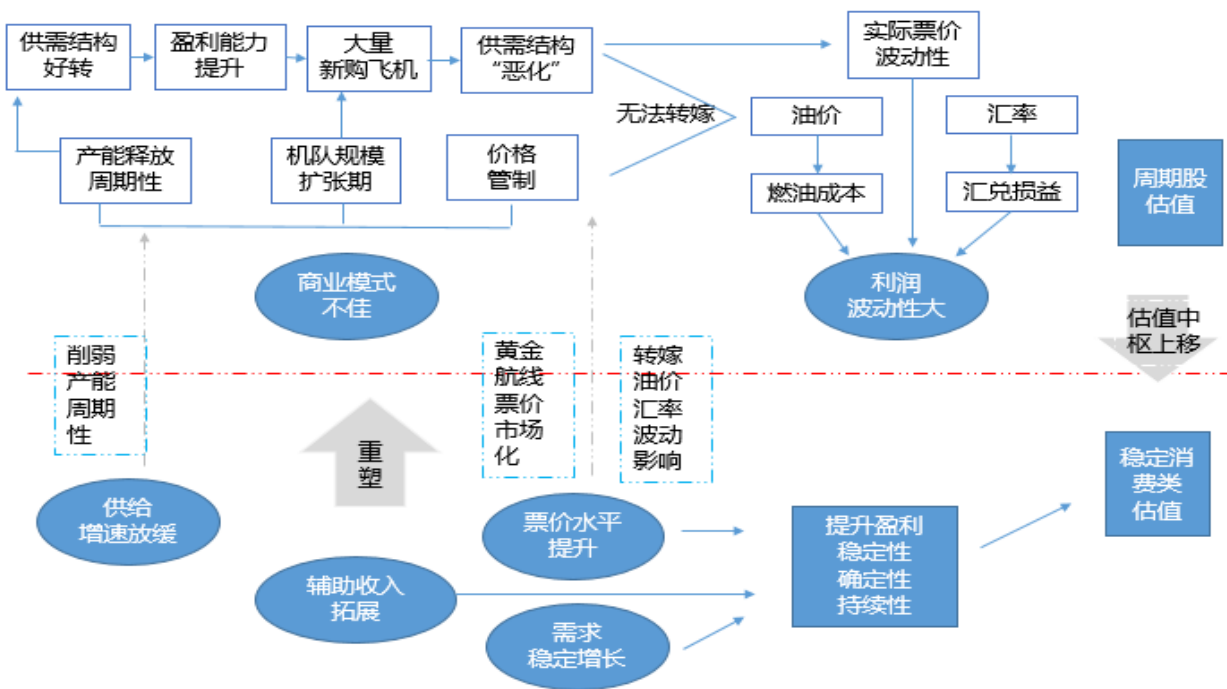 供需结构
好转
盈利能力
提升
大量
新购飞机
供需结构
“恶化”
实际票价
波动性
无法转嫁
油价
汇率
产能释放
周期性
机队规模
扩张期
价格
管制
燃油成本
汇兑损益
周期股
估值
商业模式
不佳
利润
波动性大
估值中
枢上移
削弱
产能
周期
性
黄金
航线
票价
市场
化
转嫁
油价
汇率
波动
影响
重
塑
供给
增速放缓
票价水平
提升
稳定消
费类
估值
提升盈利
稳定性
确定性
持续性
辅助收入
拓展
需求
稳定增长